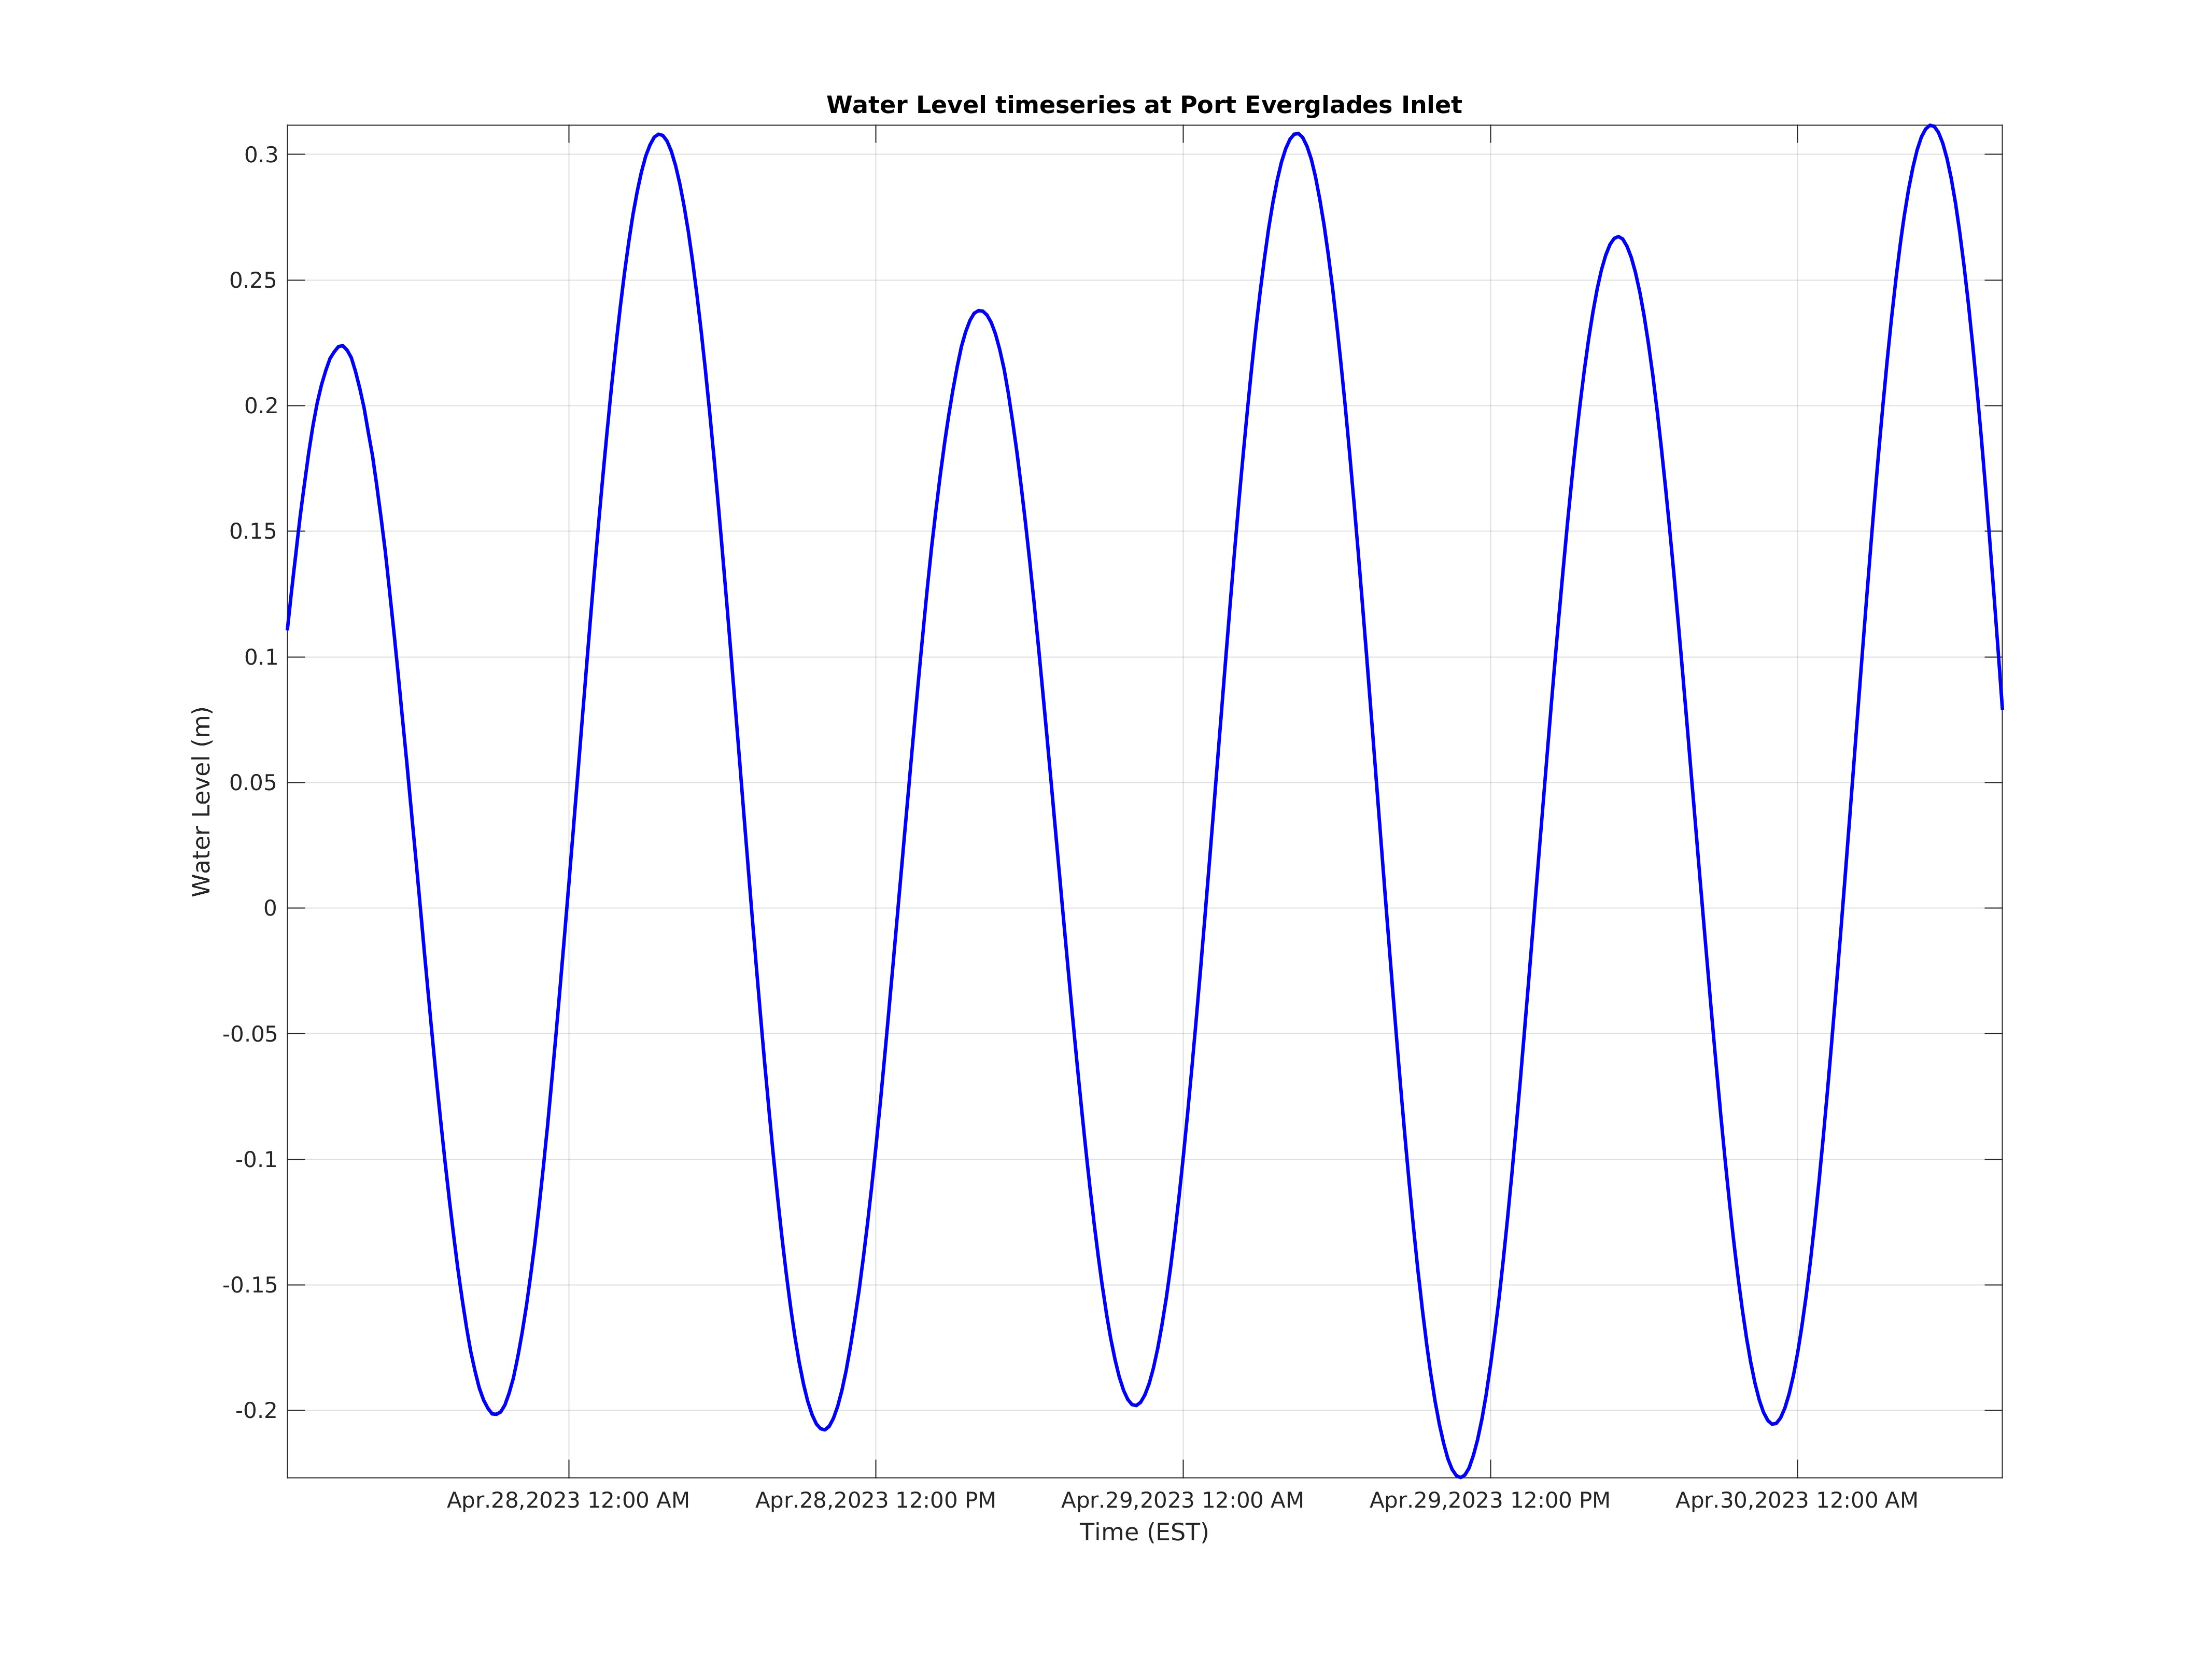 Water Level timeseries at Port Everglades Inlet
0.3
0.25
0.2
0.15
0.1
0.05
0
-0.05
-0.1
-0.15
-0.2
Water Level (m)
Apr.28,2023 12:00 AM
Apr.28,2023 12:00 PM
Apr.29,2023 12:00 AM
Apr.29,2023 12:00 PM
Apr.30,2023 12:00 AM
Time (EST)